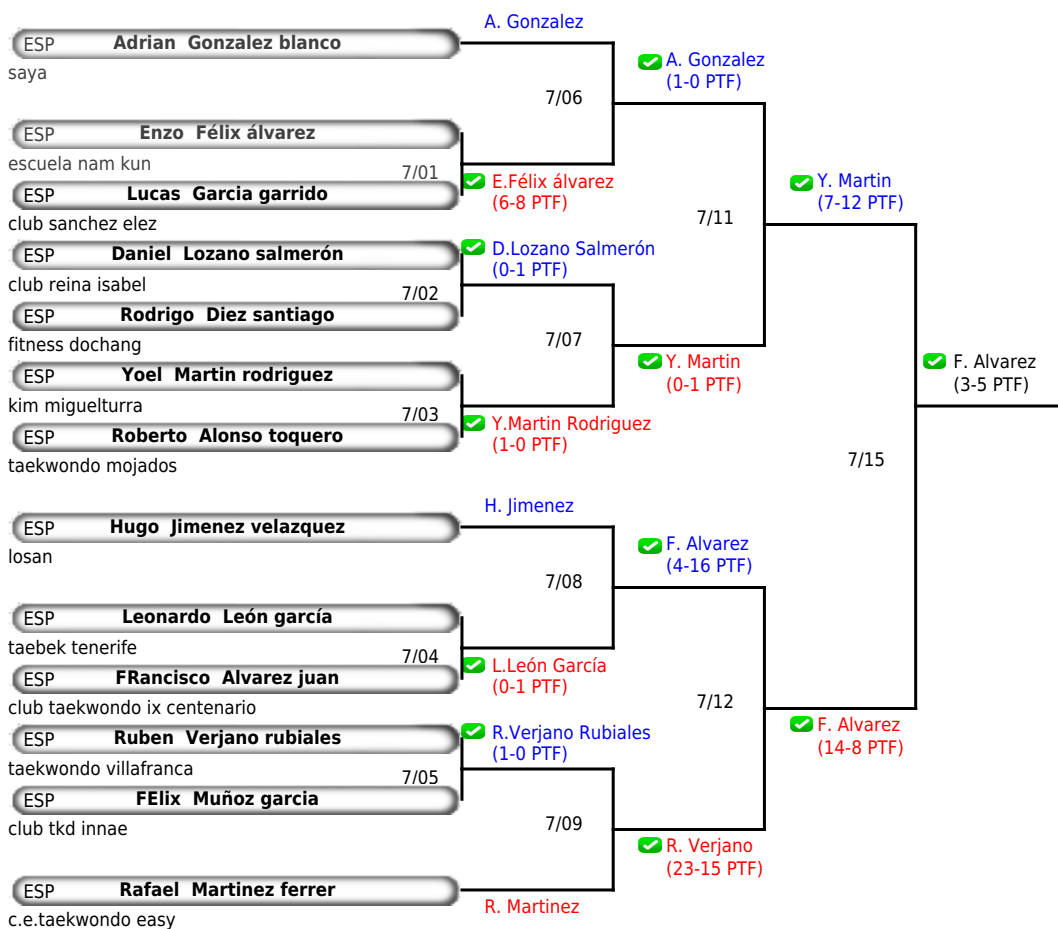 A. Gonzalez
ESP Adrian Gonzalez blanco
saya
A. Gonzalez
(1-0 PTF)
7/06
ESP Enzo Félix álvarez
escuela nam kun
7/01
E.Félix álvarez
(6-8 PTF)
ESP Lucas Garcia garrido
club sanchez elez
Y. Martin
(7-12 PTF)
7/11
ESP Daniel Lozano salmerón
club reina isabel
D.Lozano Salmerón
(0-1 PTF)
7/02
ESP Rodrigo Diez santiago
fitness dochang
7/07
Y. Martin
(0-1 PTF)
F. Alvarez
(3-5 PTF)
ESP Yoel Martin rodriguez
kim miguelturra
7/03
Y.Martin Rodriguez
(1-0 PTF)
ESP Roberto Alonso toquero
taekwondo mojados
7/15
H. Jimenez
ESP Hugo Jimenez velazquez
losan
F. Alvarez
(4-16 PTF)
7/08
ESP Leonardo León garcía
taebek tenerife
7/04
L.León García
(0-1 PTF)
ESP FRancisco Alvarez juan
club taekwondo ix centenario
7/12
F. Alvarez
(14-8 PTF)
ESP Ruben Verjano rubiales
taekwondo villafranca
R.Verjano Rubiales
(1-0 PTF)
7/05
ESP FElix Muñoz garcia
club tkd innae
7/09
R. Verjano
(23-15 PTF)
ESP Rafael Martinez ferrer
c.e.taekwondo easy
R. Martinez